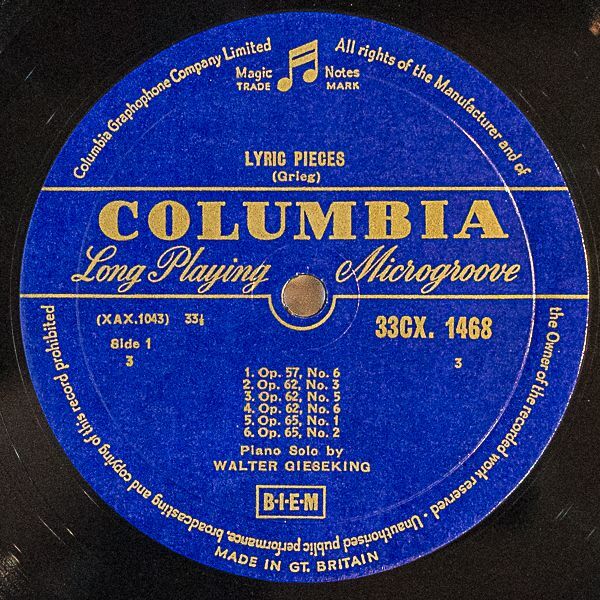 Columbia Graphophone Company Limited
All rights of the Manufacturer and of
the Owner of the recorded work reserved · Unauthorised public performance, broadcasting and copying of this record prohibited
Magic Notes
TRADE MARK
LYRIC PIECES
(Grieg)
COLUMBIA
Long Playing Microgroove
(XAX.1043) 33⅓
33CX. 1468
Side 1
3 3
1. Op. 57, No. 6
2. Op. 62, No. 3
3. Op. 62, No. 5
4. Op. 62, No. 6
5. Op. 65, No. 1
6. Op. 65, No. 2
Piano Solo by
WALTER GIESEKING
B·I·E·M
MADE IN GT. BRITAIN